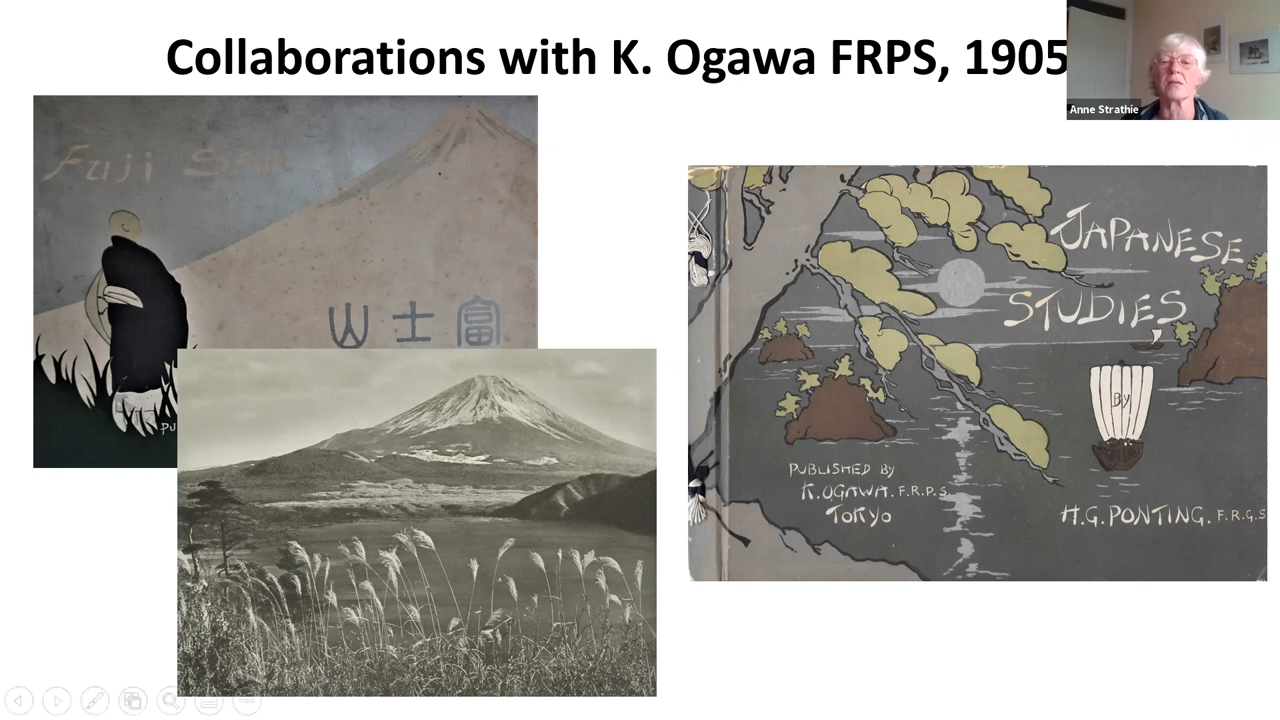 Collaborations with K. Ogawa FRPS, 1905
Anne Strathie
Fuji San
山士富
JAPANESE
STUDIES
BY
PUBLISHED BY
K. OGAWA. F.R.P.S.
TOKYO
H.G. PONTING. F.R.G.S